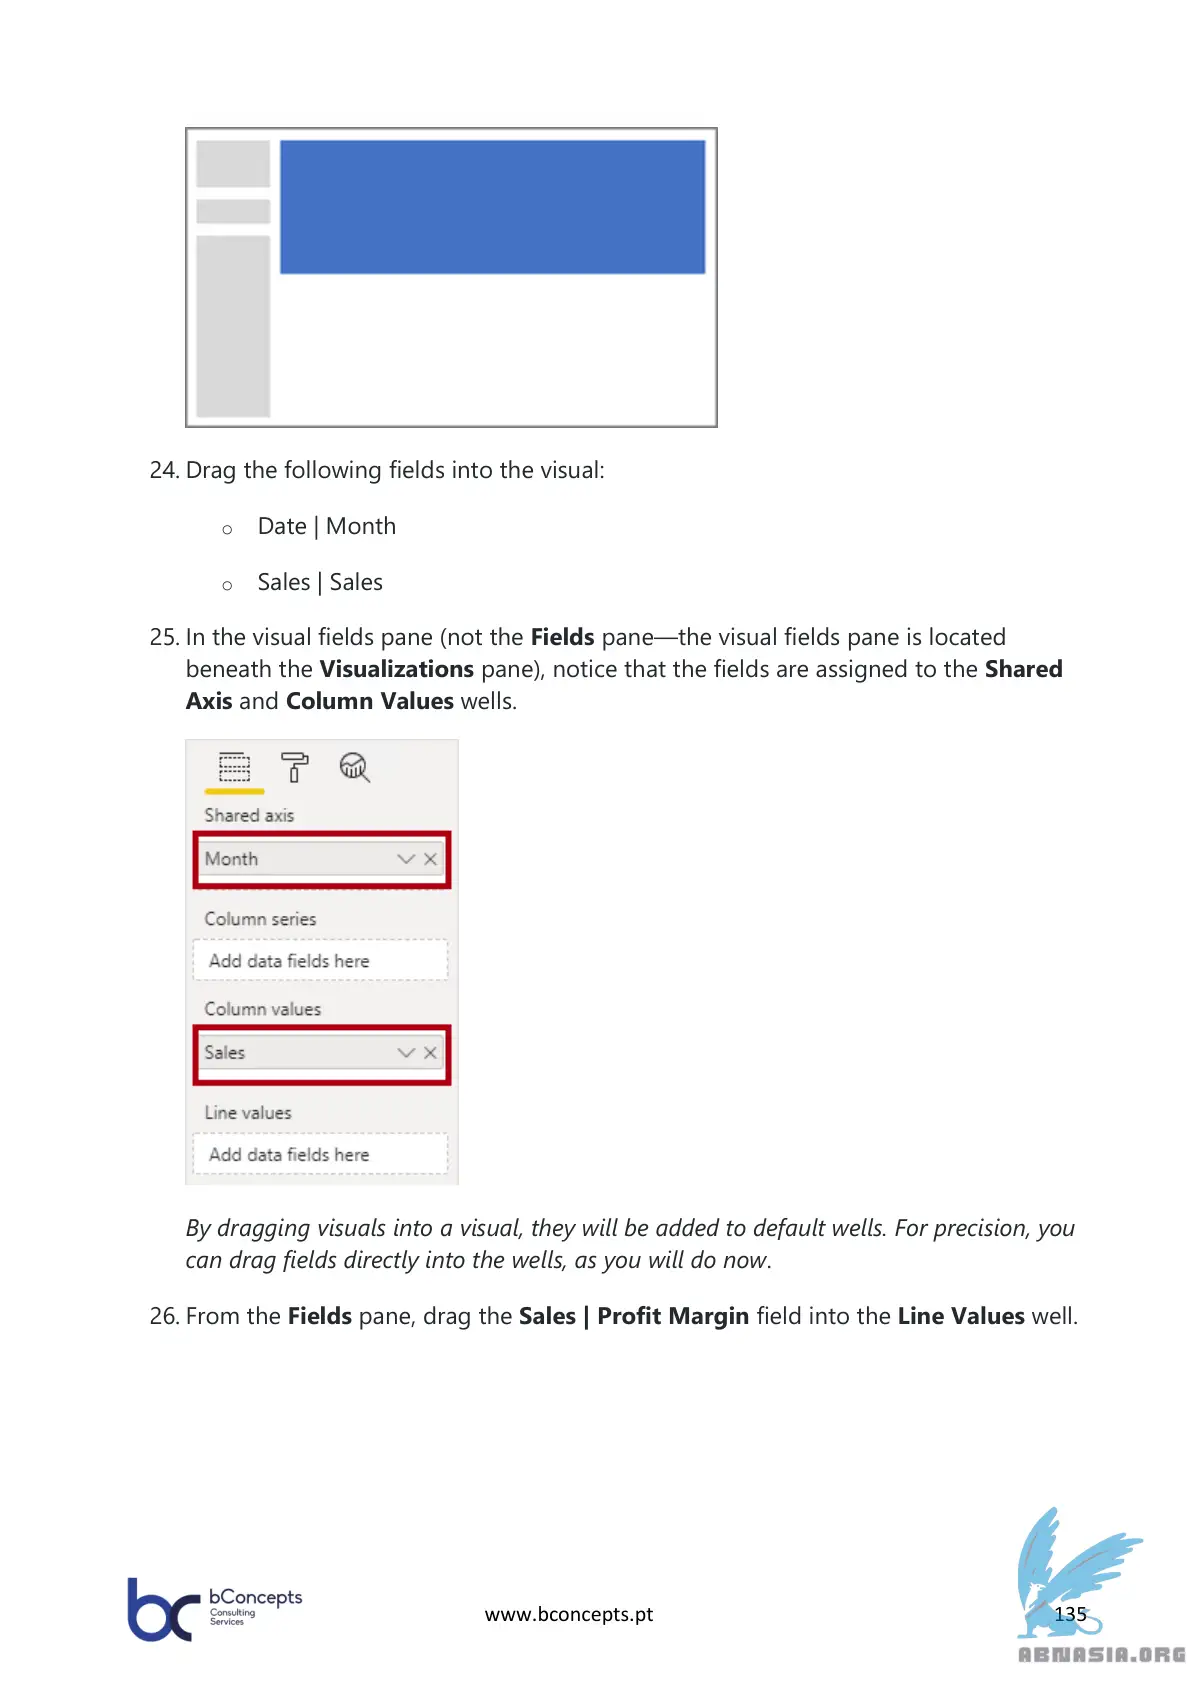 24. Drag the following fields into the visual:
o Date | Month
o Sales | Sales
25. In the visual fields pane (not the Fields pane—the visual fields pane is located
beneath the Visualizations pane), notice that the fields are assigned to the Shared
Axis and Column Values wells.
Shared axis
Month
Column series
Add data fields here
Column values
Sales
Line values
Add data fields here
By dragging visuals into a visual, they will be added to default wells. For precision, you
can drag fields directly into the wells, as you will do now.
26. From the Fields pane, drag the Sales | Profit Margin field into the Line Values well.
bc bConcepts
Consulting
Services
www.bconcepts.pt
135
ABNASIA.ORG